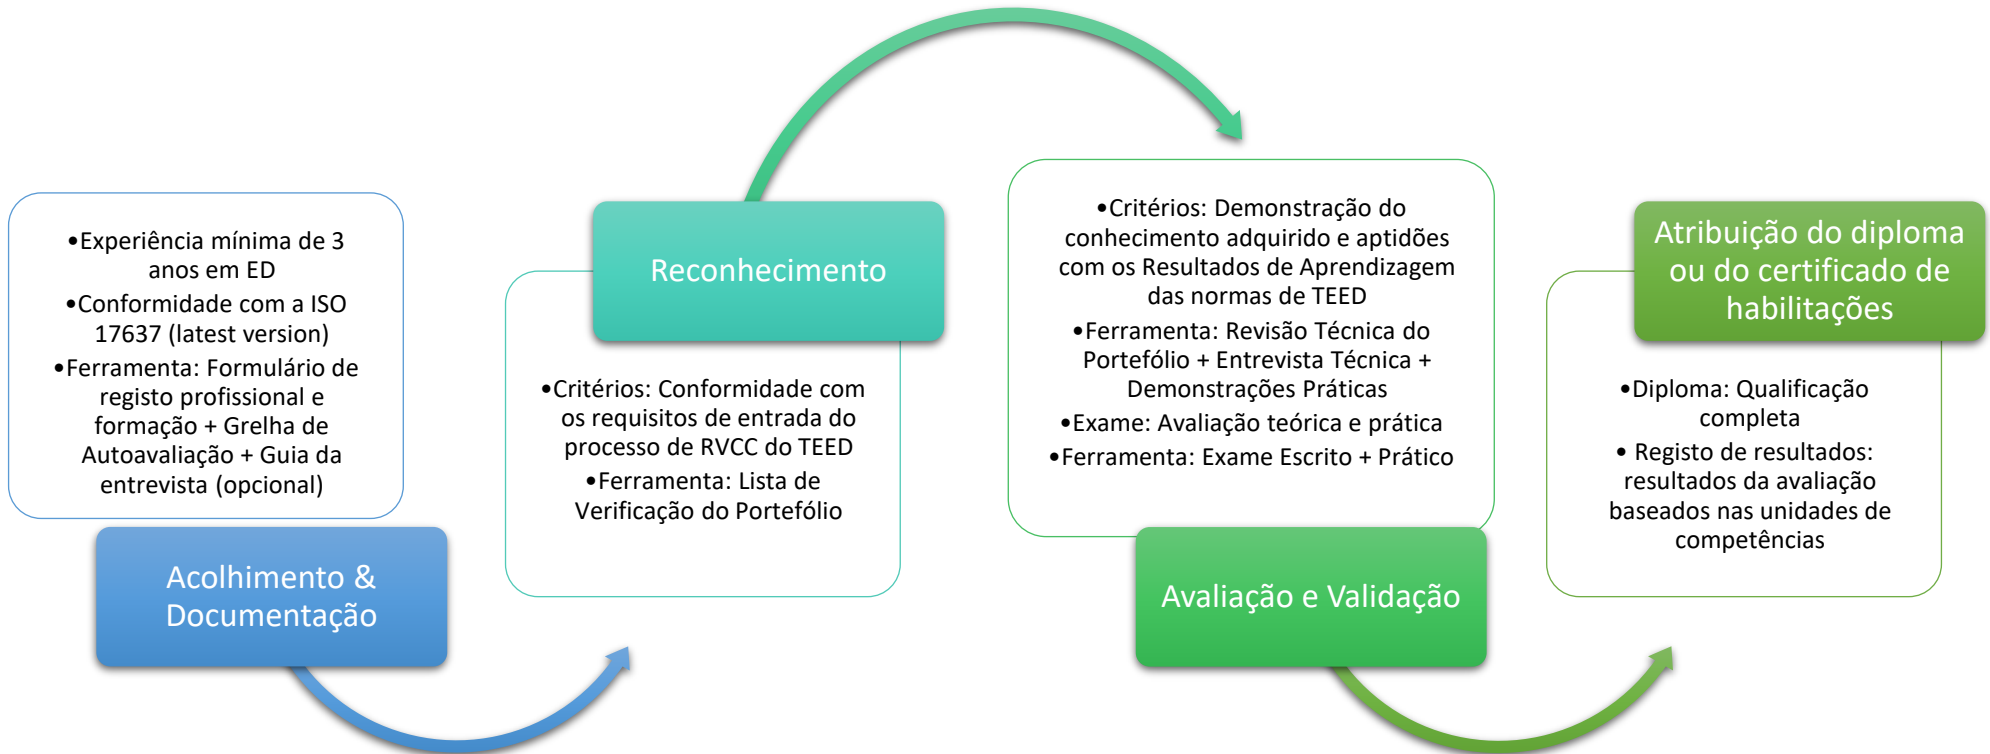 •Experiência mínima de 3
anos em ED
•Conformidade com a ISO
17637 (latest version)
•Ferramenta: Formulário de
registo profissional e
formação + Grelha de
Autoavaliação + Guia da
entrevista (opcional)
Acolhimento &
Documentação
Reconhecimento
•Critérios: Conformidade com
os requisitos de entrada do
processo de RVCC do TEED
•Ferramenta: Lista de
Verificação do Portefólio
•Critérios: Demonstração do
conhecimento adquirido e aptidões
com os Resultados de Aprendizagem
das normas de TEED
•Ferramenta: Revisão Técnica do
Portefólio + Entrevista Técnica +
Demonstrações Práticas
•Exame: Avaliação teórica e prática
•Ferramenta: Exame Escrito + Prático
Avaliação e Validação
Atribuição do diploma
ou do certificado de
habilitações
•Diploma: Qualificação
completa
• Registo de resultados:
resultados da avaliação
baseados nas unidades de
competências